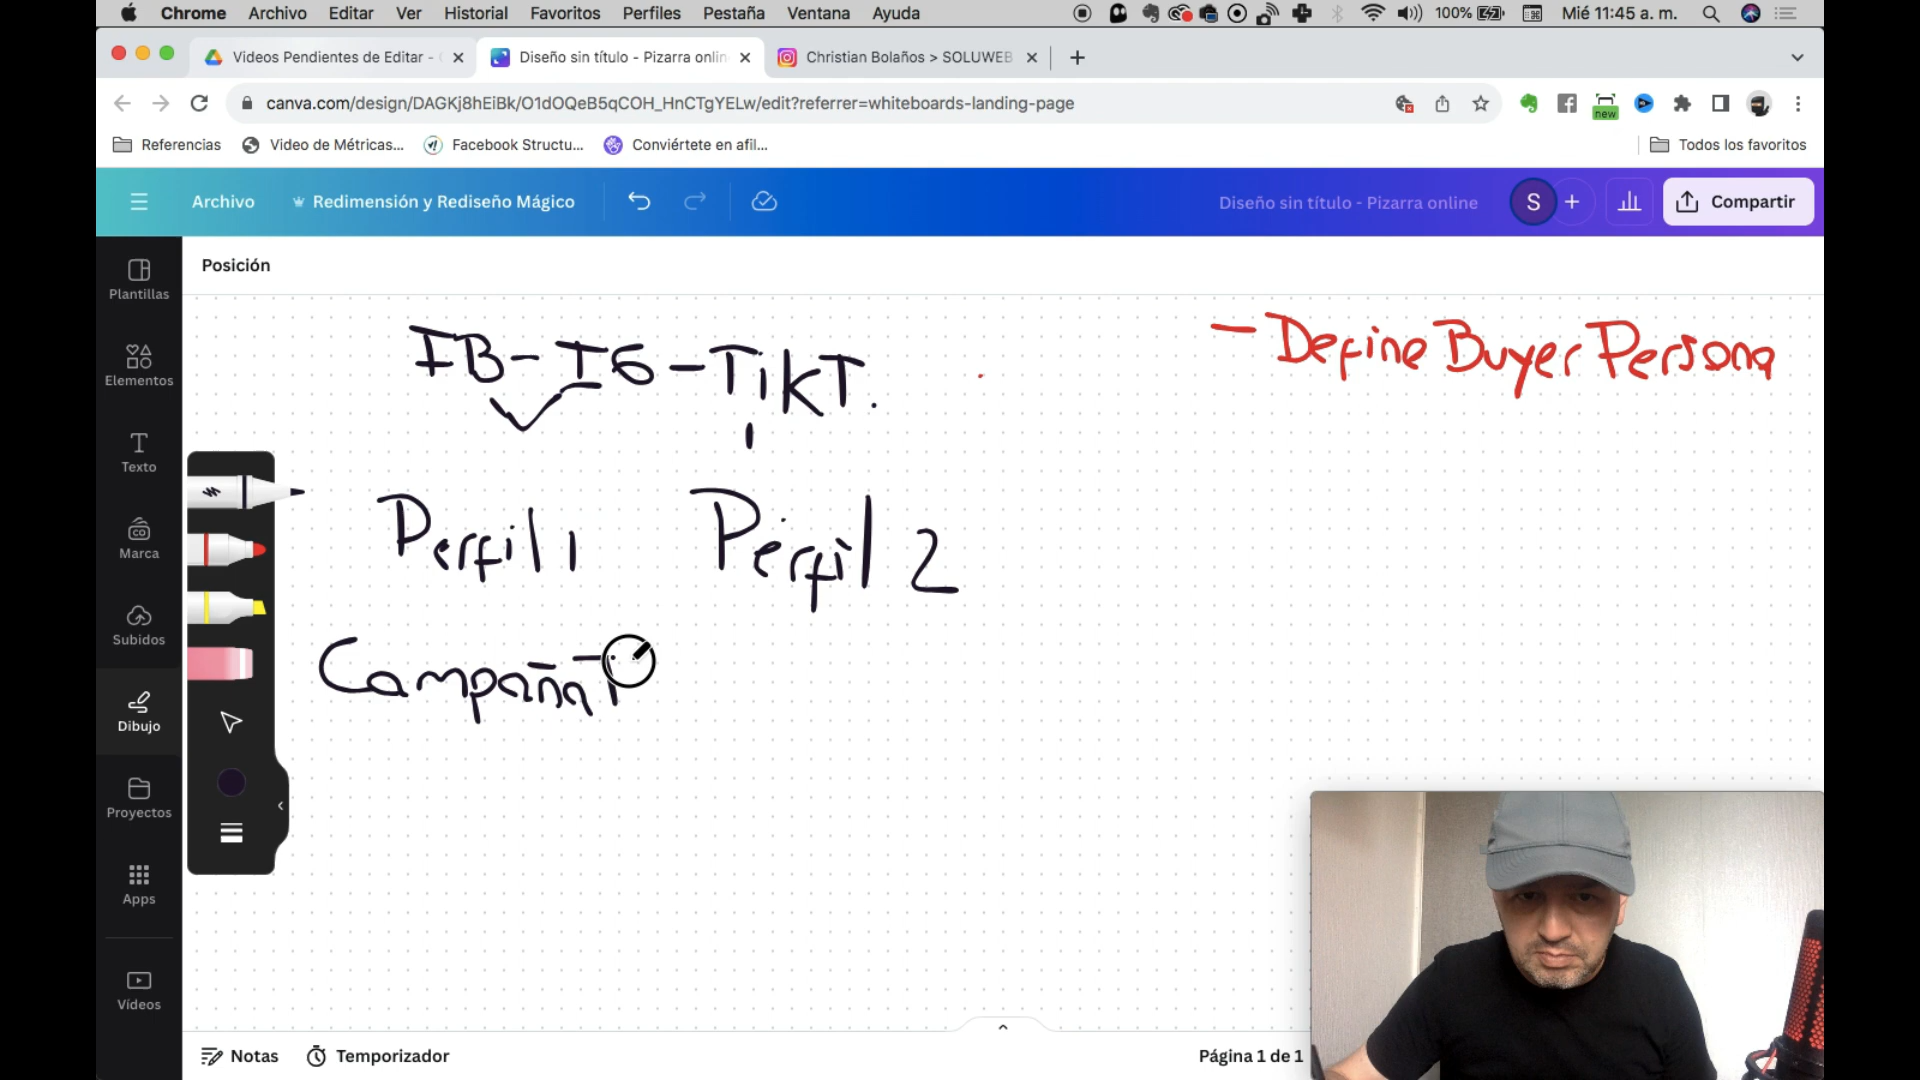 Chrome Archivo Editar Ver Historial Favoritos Perfiles Pestaña Ventana Ayuda 100% Mié 11:45 a. m.
Videos Pendientes de Editar - Diseño sin título - Pizarra onlin Christian Bolaños > SOLUWEB
canva.com/design/DAGKj8hEiBk/O1dOQeB5qCOH_HnCTgYELw/edit?referrer=whiteboards-landing-page
new
Referencias Video de Métricas... Facebook Structu... Conviértete en afil... Todos los favoritos
Archivo Redimensión y Rediseño Mágico Diseño sin título - Pizarra online S + Compartir
Posición
Plantillas
Elementos
Texto
Marca
Subidos
Dibujo
Proyectos
Apps
Vídeos
FB - IG - TikT.
- Define Buyer Persona
Perfil 1 Perfil 2
Campaña
Notas Temporizador Página 1 de 1